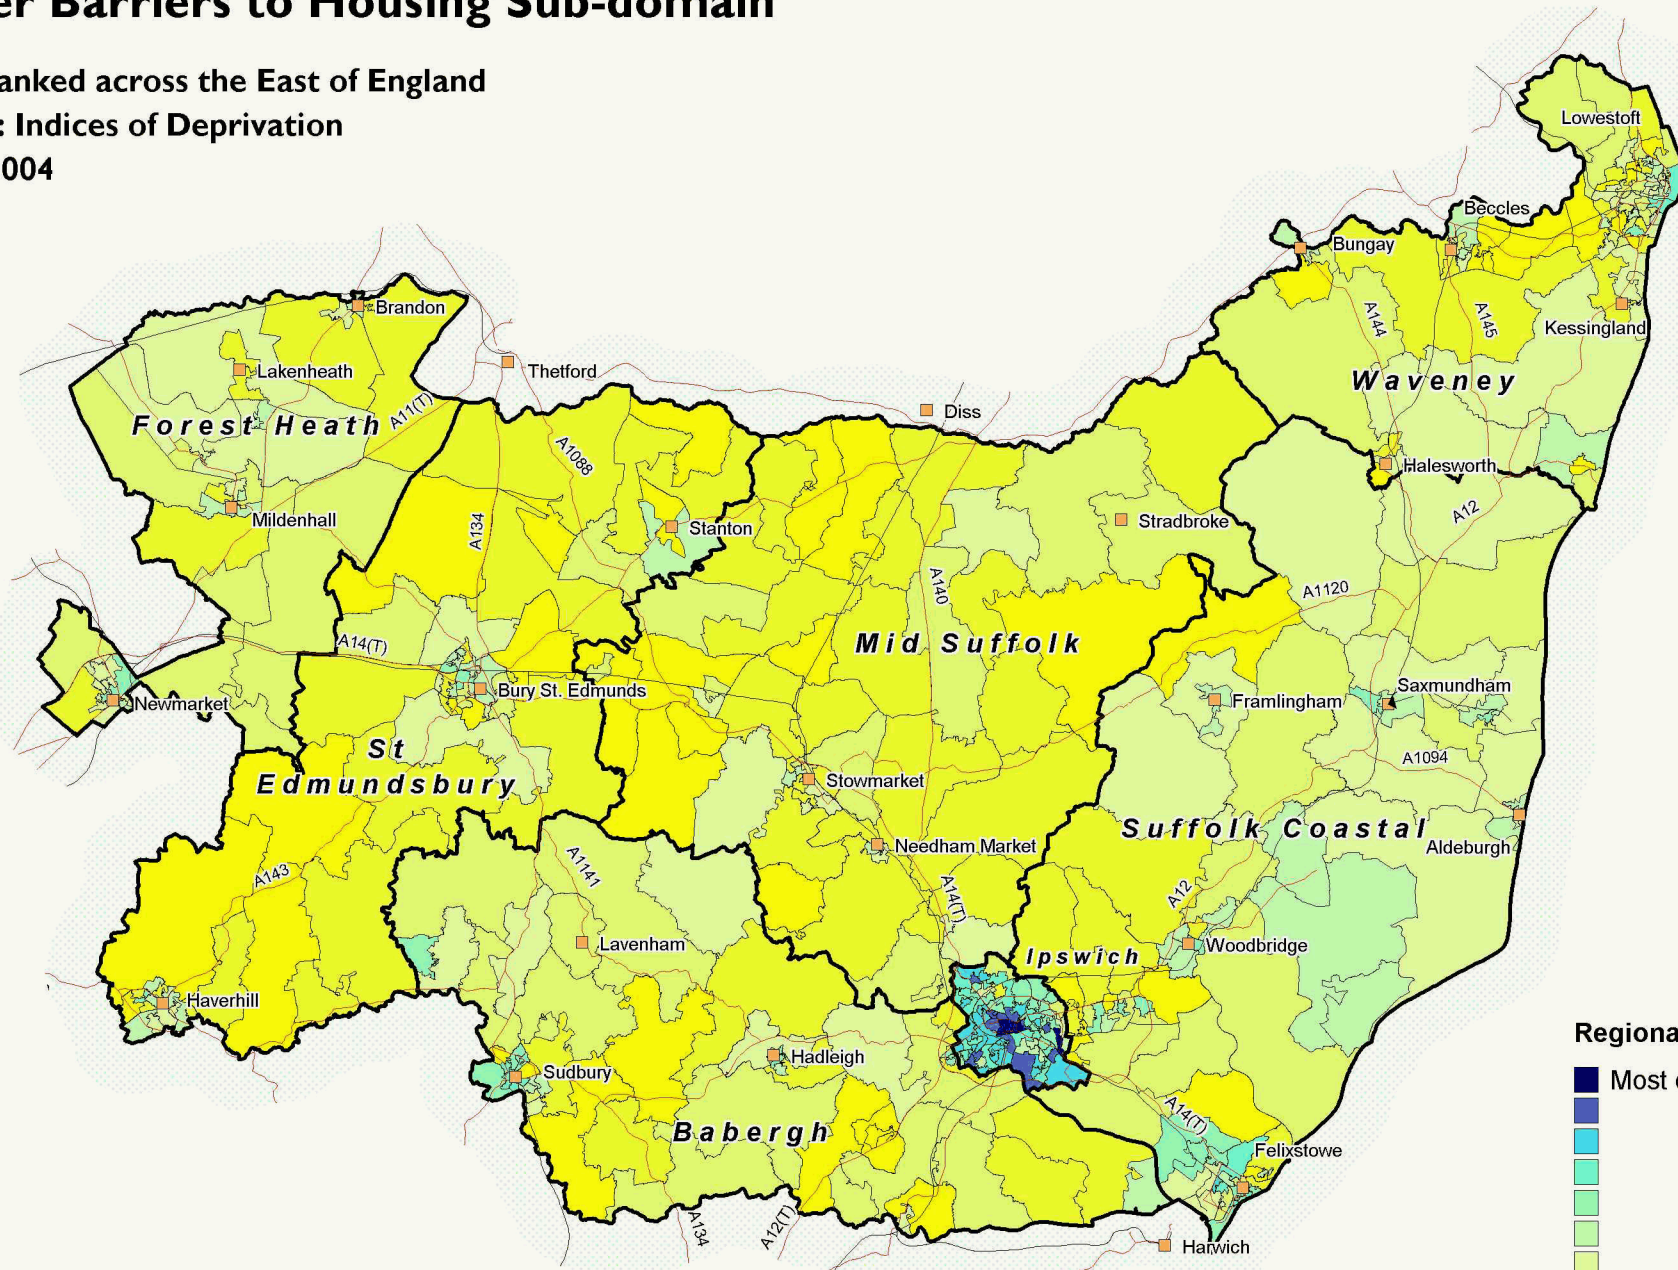 er Barriers to Housing Sub-domain
anked across the East of England
: Indices of Deprivation
004
Lowestoft
Beccles
Bungay
Brandon
A144
A145
Kessingland
Lakenheath
Thetford
Waveney
Forest Heath
A11(T)
Diss
A1088
Halesworth
Mildenhall
A134
Stanton
Stradbroke
A12
A140
A1120
A14(T)
Mid Suffolk
Bury St. Edmunds
Saxmundham
Newmarket
Framlingham
St
Edmundsbury
A1094
Stowmarket
Suffolk Coastal
Needham Market
Aldeburgh
A143
A1141
A14(T)
A12
Lavenham
Ipswich
Woodbridge
Haverhill
Regiona
Hadleigh
Sudbury
Most
A14(T)
Babergh
Felixstowe
A134
A12(T)
Harwich